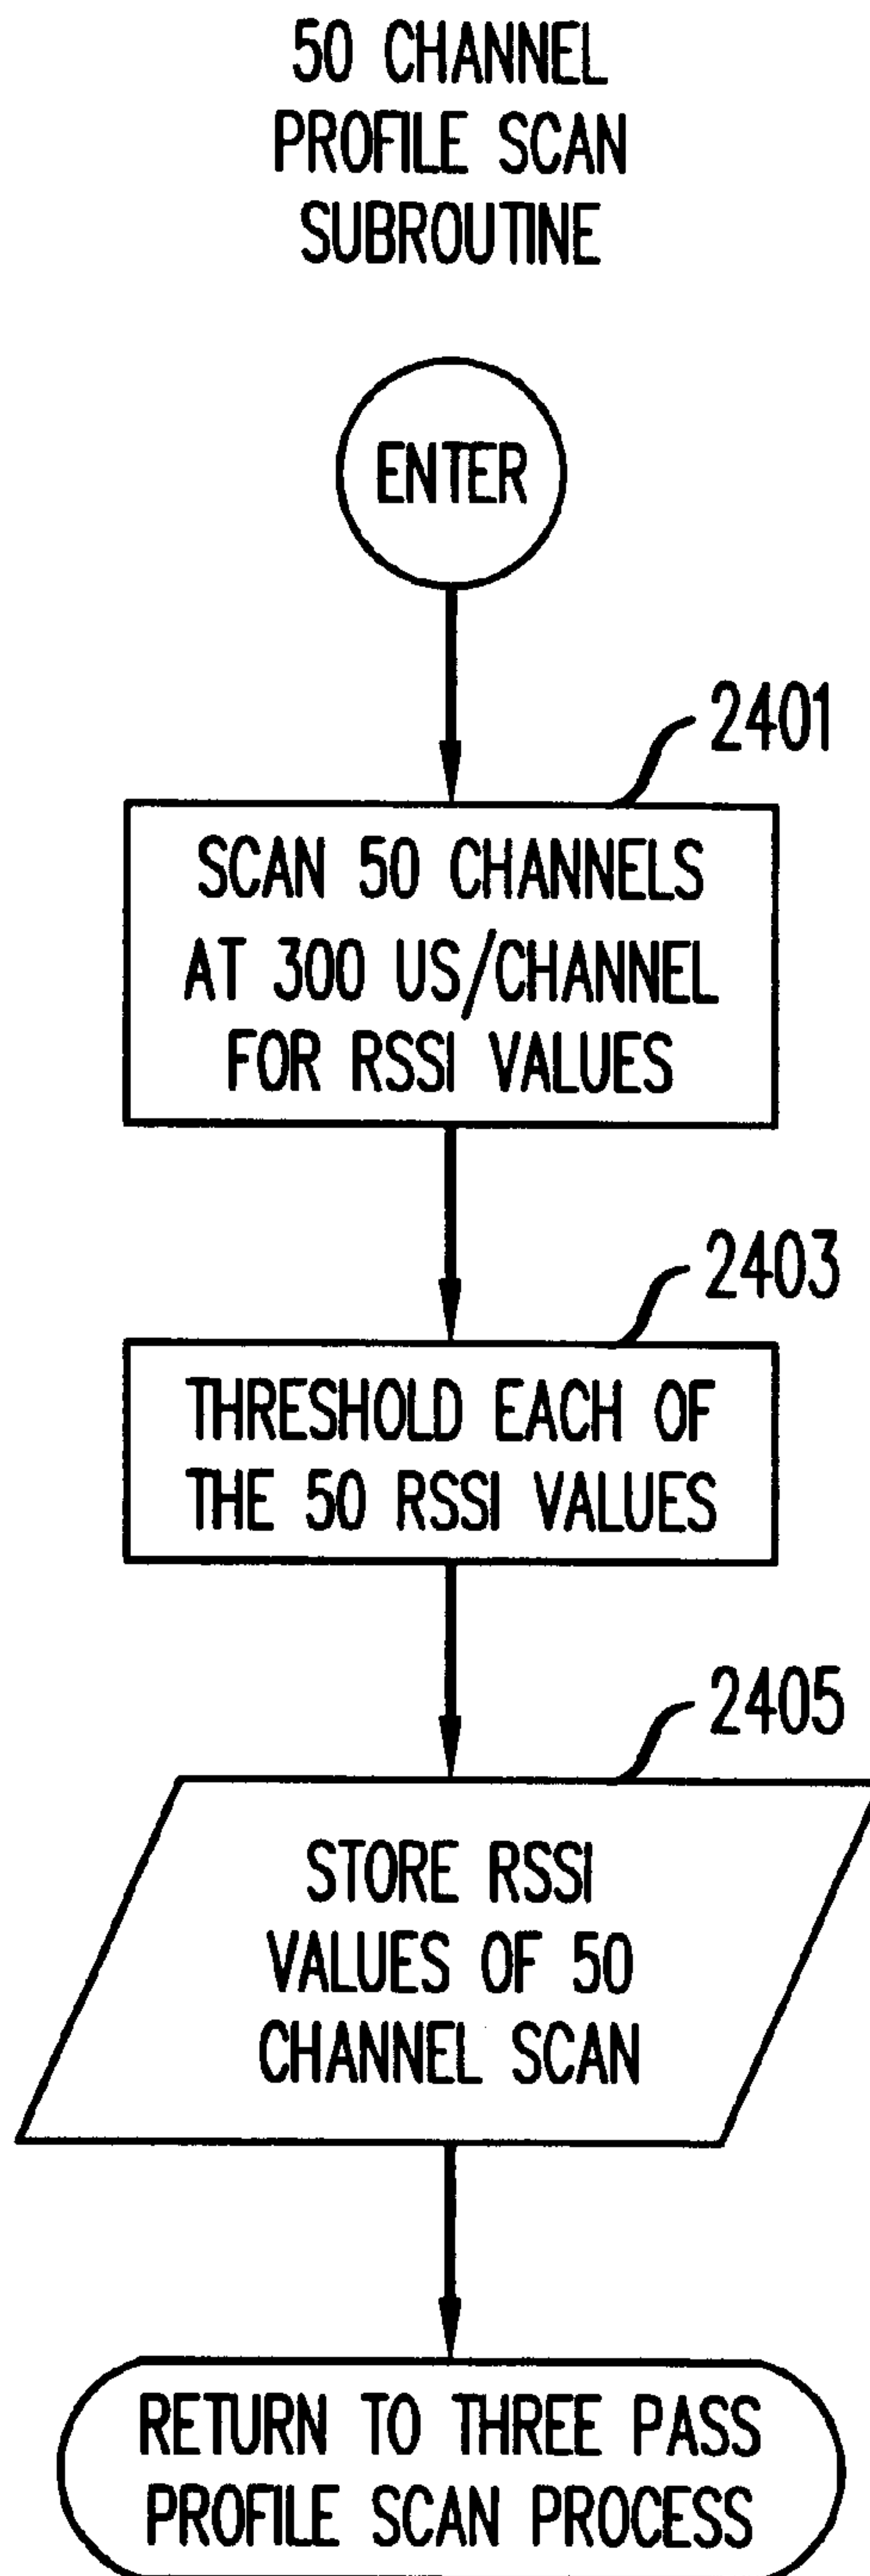 50 CHANNEL
PROFILE SCAN
SUBROUTINE
ENTER
2401
SCAN 50 CHANNELS
AT 300 US/CHANNEL
FOR RSSI VALUES
2403
THRESHOLD EACH OF
THE 50 RSSI VALUES
2405
STORE RSSI
VALUES OF 50
CHANNEL SCAN
RETURN TO THREE PASS
PROFILE SCAN PROCESS